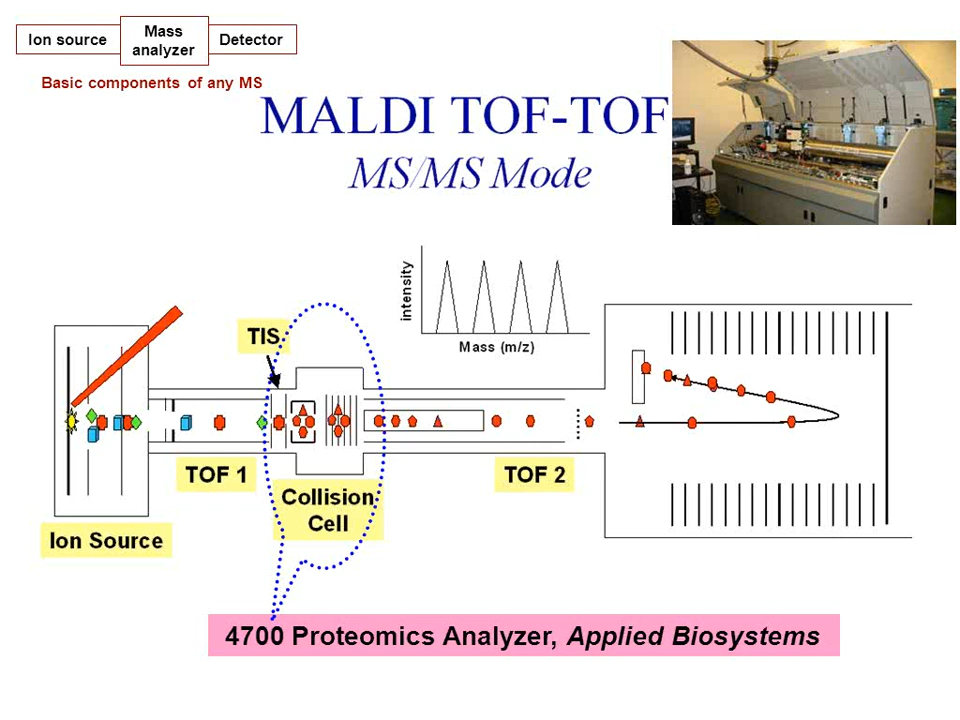 Ion source
Mass
analyzer
Detector
Basic components of any MS
MALDI TOF-TOF
MS/MS Mode
intensity
Mass (m/z)
TIS
TOF 1
Collision
Cell
TOF 2
Ion Source
4700 Proteomics Analyzer, Applied Biosystems